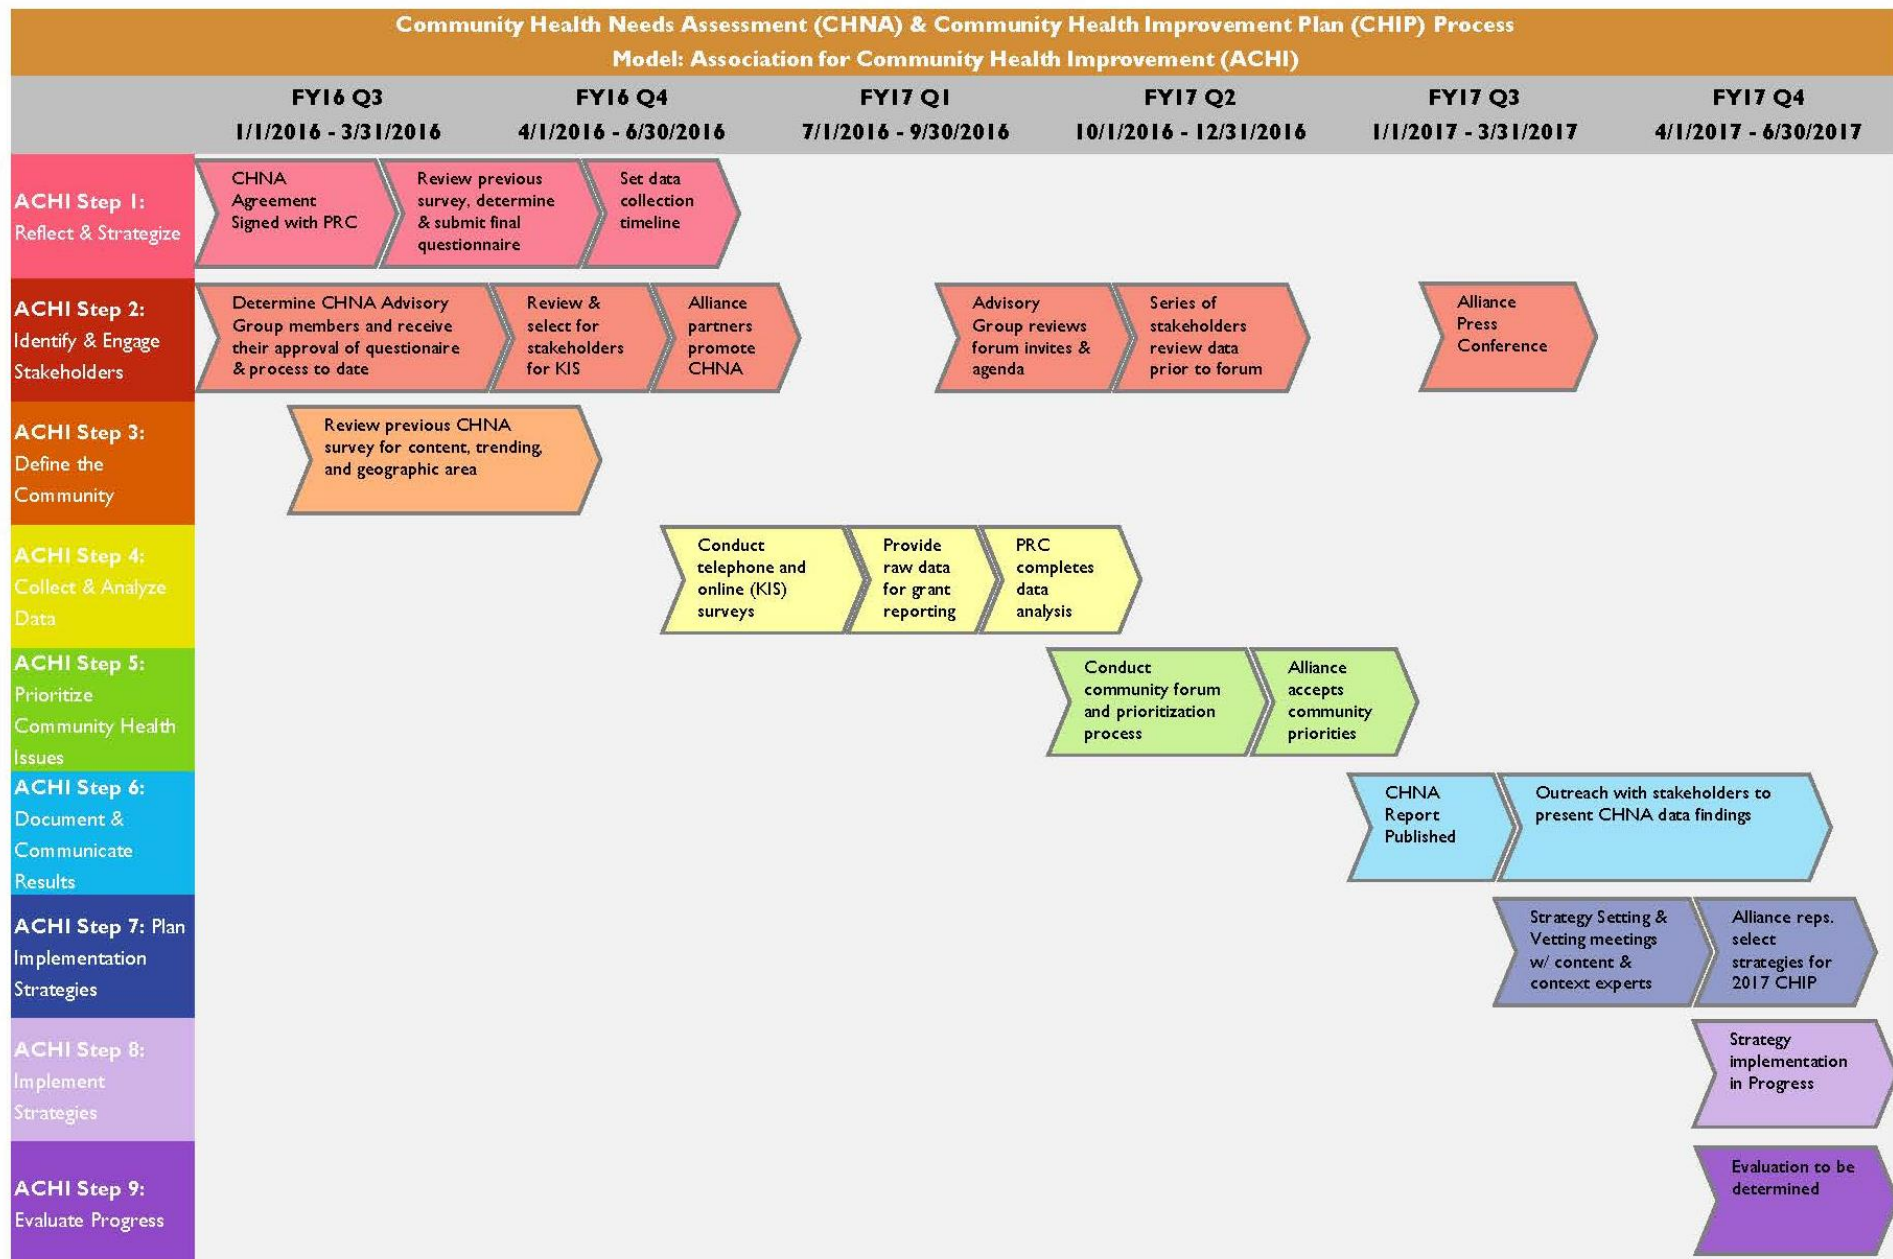 Community Health Needs Assessment (CHNA) & Community Health Improvement Plan (CHIP) Process
Model: Association for Community Health Improvement (ACHI)
FY16 Q3
1/1/2016 - 3/31/2016
FY16 Q4
4/1/2016 - 6/30/2016
FY17 Q1
7/1/2016 - 9/30/2016
FY17 Q2
10/1/2016 - 12/31/2016
FY17 Q3
1/1/2017 - 3/31/2017
FY17 Q4
4/1/2017 - 6/30/2017
ACHI Step 1:
Reflect & Strategize
CHNA
Agreement
Signed with PRC
Review previous
survey, determine
& submit final
questionnaire
Set data
collection
timeline
ACHI Step 2:
Identify & Engage
Stakeholders
Determine CHNA Advisory
Group members and receive
their approval of questionaire
& process to date
Review &
select for
stakeholders
for KIS
Alliance
partners
promote
CHNA
Advisory
Group reviews
forum invites &
agenda
Series of
stakeholders
review data
prior to forum
Alliance
Press
Conference
ACHI Step 3:
Define the
Community
Review previous CHNA
survey for content, trending,
and geographic area
ACHI Step 4:
Collect & Analyze
Data
Conduct
telephone and
online (KIS)
surveys
Provide
raw data
for grant
reporting
PRC
completes
data
analysis
ACHI Step 5:
Prioritize
Community Health
Issues
Conduct
community forum
and prioritization
process
Alliance
accepts
community
priorities
ACHI Step 6:
Document &
Communicate
Results
CHNA
Report
Published
Outreach with stakeholders to
present CHNA data findings
ACHI Step 7: Plan
Implementation
Strategies
Strategy Setting &
Vetting meetings
w/ content &
context experts
Alliance reps.
select
strategies for
2017 CHIP
ACHI Step 8:
Implement
Strategies
Strategy
implementation
in Progress
ACHI Step 9:
Evaluate Progress
Evaluation to be
determined